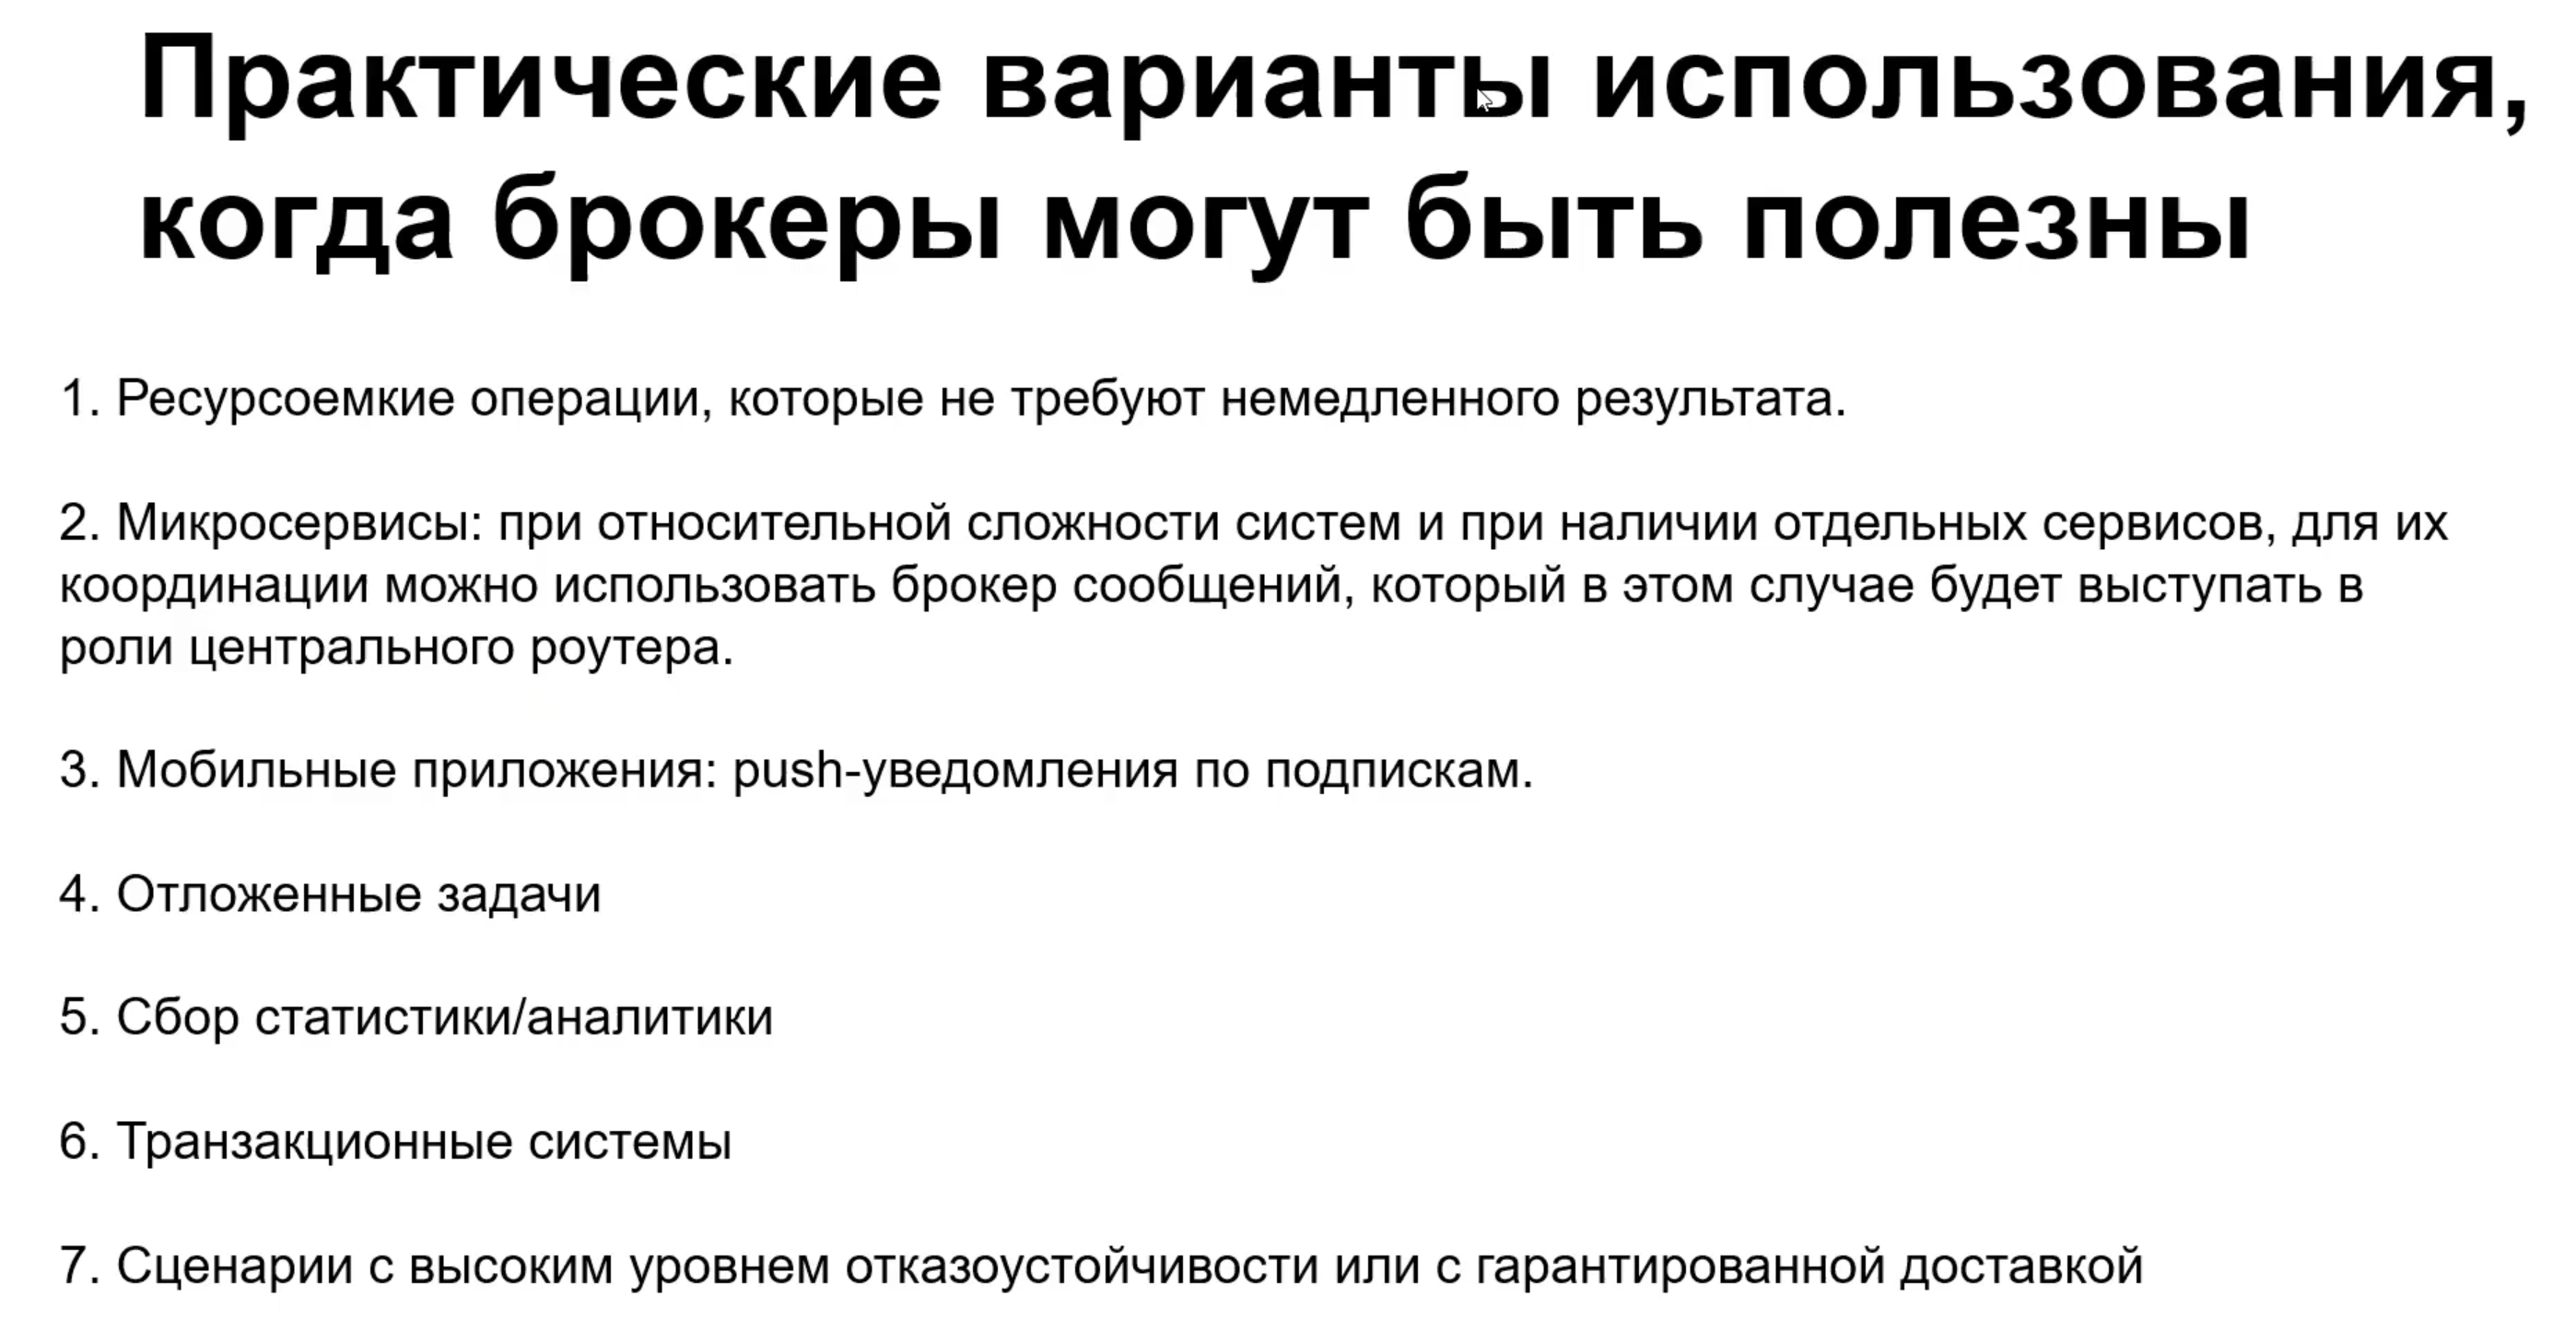 Практические варианты использования,
когда брокеры могут быть полезны
1. Ресурсоемкие операции, которые не требуют немедленного результата.
2. Микросервисы: при относительной сложности систем и при наличии отдельных сервисов, для их
координации можно использовать брокер сообщений, который в этом случае будет выступать в
роли центрального роутера.
3. Мобильные приложения: push-уведомления по подпискам.
4. Отложенные задачи
5. Сбор статистики/аналитики
6. Транзакционные системы
7. Сценарии с высоким уровнем отказоустойчивости или с гарантированной доставкой